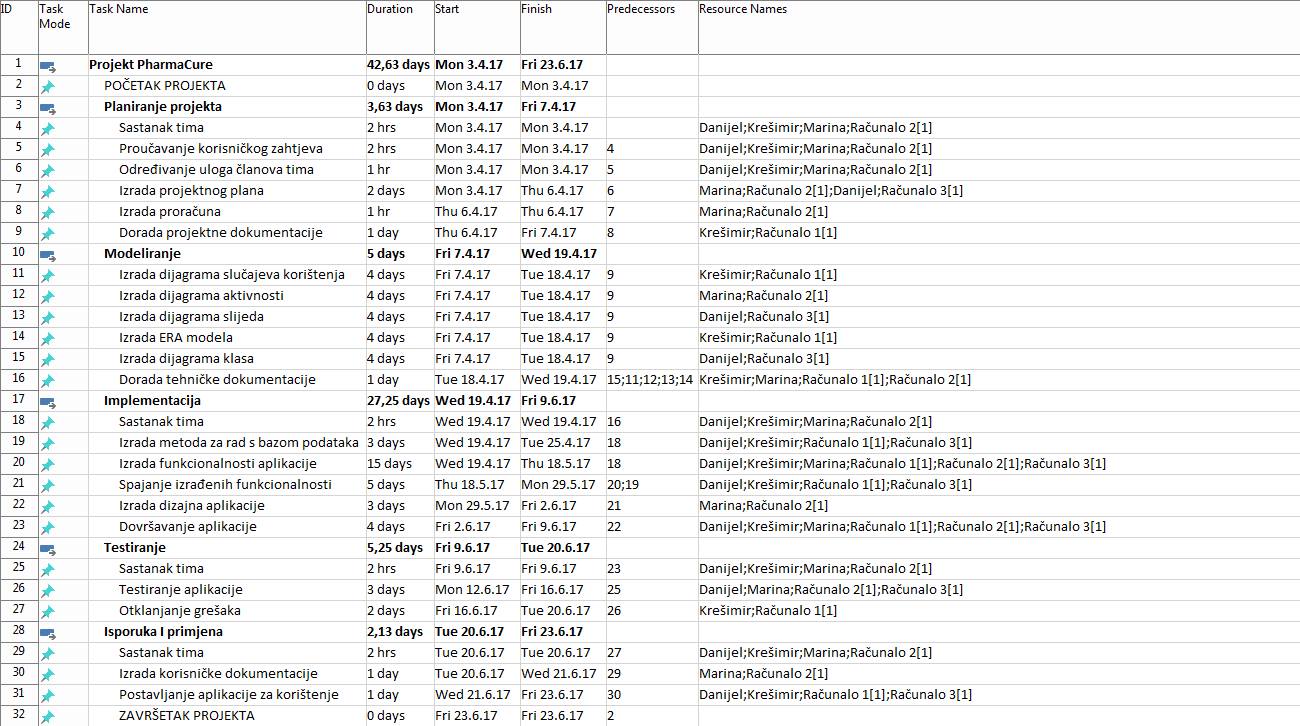 ID Task Mode Task Name Duration Start Finish Predecessors Resource Names
1 Projekt PharmaCure 42,63 days Mon 3.4.17 Fri 23.6.17
2 POČETAK PROJEKTA 0 days Mon 3.4.17 Mon 3.4.17
3 Planiranje projekta 3,63 days Mon 3.4.17 Fri 7.4.17
4 Sastanak tima 2 hrs Mon 3.4.17 Mon 3.4.17 Danijel;Krešimir;Marina;Računalo 2[1]
5 Proučavanje korisničkog zahtjeva 2 hrs Mon 3.4.17 Mon 3.4.17 4 Danijel;Krešimir;Marina;Računalo 2[1]
6 Određivanje uloga članova tima 1 hr Mon 3.4.17 Mon 3.4.17 5 Danijel;Krešimir;Marina;Računalo 2[1]
7 Izrada projektnog plana 2 days Mon 3.4.17 Thu 6.4.17 6 Marina;Računalo 2[1];Danijel;Računalo 3[1]
8 Izrada proračuna 1 hr Thu 6.4.17 Thu 6.4.17 7 Marina;Računalo 2[1]
9 Dorada projektne dokumentacije 1 day Thu 6.4.17 Fri 7.4.17 8 Krešimir;Računalo 1[1]
10 Modeliranje 5 days Fri 7.4.17 Wed 19.4.17
11 Izrada dijagrama slučajeva korištenja 4 days Fri 7.4.17 Tue 18.4.17 9 Krešimir;Računalo 1[1]
12 Izrada dijagrama aktivnosti 4 days Fri 7.4.17 Tue 18.4.17 9 Marina;Računalo 2[1]
13 Izrada dijagrama slijeda 4 days Fri 7.4.17 Tue 18.4.17 9 Danijel;Računalo 3[1]
14 Izrada ERA modela 4 days Fri 7.4.17 Tue 18.4.17 9 Krešimir;Računalo 1[1]
15 Izrada dijagrama klasa 4 days Fri 7.4.17 Tue 18.4.17 9 Danijel;Računalo 3[1]
16 Dorada tehničke dokumentacije 1 day Tue 18.4.17 Wed 19.4.17 15;11;12;13;14 Krešimir;Marina;Računalo 1[1];Računalo 2[1]
17 Implementacija 27,25 days Wed 19.4.17 Fri 9.6.17
18 Sastanak tima 2 hrs Wed 19.4.17 Wed 19.4.17 16 Danijel;Krešimir;Marina;Računalo 2[1]
19 Izrada metoda za rad s bazom podataka 3 days Wed 19.4.17 Tue 25.4.17 18 Danijel;Krešimir;Računalo 1[1];Računalo 3[1]
20 Izrada funkcionalnosti aplikacije 15 days Wed 19.4.17 Thu 18.5.17 18 Danijel;Krešimir;Marina;Računalo 1[1];Računalo 2[1];Računalo 3[1]
21 Spajanje izrađenih funkcionalnosti 5 days Thu 18.5.17 Mon 29.5.17 20;19 Danijel;Krešimir;Računalo 1[1];Računalo 3[1]
22 Izrada dizajna aplikacije 3 days Mon 29.5.17 Fri 2.6.17 21 Marina;Računalo 2[1]
23 Dovršavanje aplikacije 4 days Fri 2.6.17 Fri 9.6.17 22 Danijel;Krešimir;Marina;Računalo 1[1];Računalo 2[1];Računalo 3[1]
24 Testiranje 5,25 days Fri 9.6.17 Tue 20.6.17
25 Sastanak tima 2 hrs Fri 9.6.17 Fri 9.6.17 23 Danijel;Krešimir;Marina;Računalo 2[1]
26 Testiranje aplikacije 3 days Mon 12.6.17 Fri 16.6.17 25 Danijel;Marina;Računalo 2[1];Računalo 3[1]
27 Otklanjanje grešaka 2 days Fri 16.6.17 Tue 20.6.17 26 Krešimir;Računalo 1[1]
28 Isporuka I primjena 2,13 days Tue 20.6.17 Fri 23.6.17
29 Sastanak tima 2 hrs Tue 20.6.17 Tue 20.6.17 27 Danijel;Krešimir;Marina;Računalo 2[1]
30 Izrada korisničke dokumentacije 1 day Tue 20.6.17 Wed 21.6.17 29 Marina;Računalo 2[1]
31 Postavljanje aplikacije za korištenje 1 day Wed 21.6.17 Fri 23.6.17 30 Danijel;Krešimir;Računalo 1[1];Računalo 3[1]
32 ZAVRŠETAK PROJEKTA 0 days Fri 23.6.17 Fri 23.6.17 2